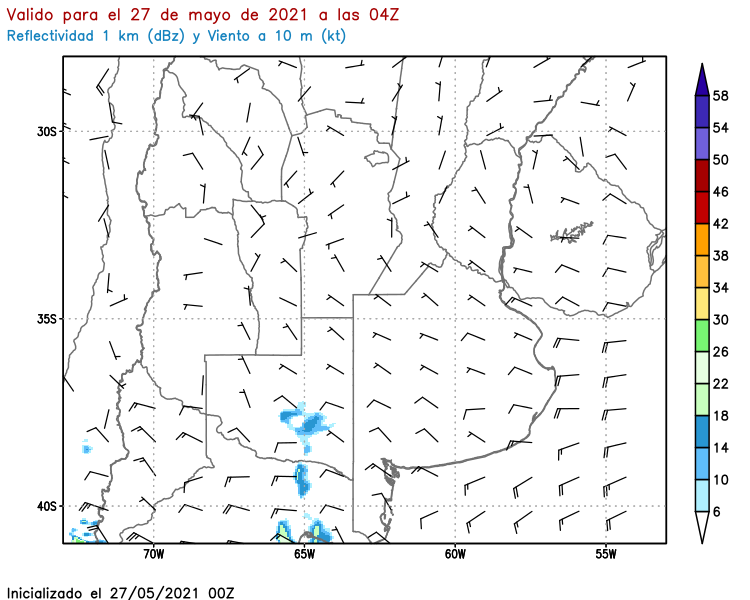 Valido para el 27 de mayo de 2021 a las 04Z
Reflectividad 1 km (dBz) y Viento a 10 m (kt)
58
54
50
46
42
38
34
30
26
22
18
14
10
6
30S
35S
40S
70W
65W
60W
55W
Inicializado el 27/05/2021 00Z